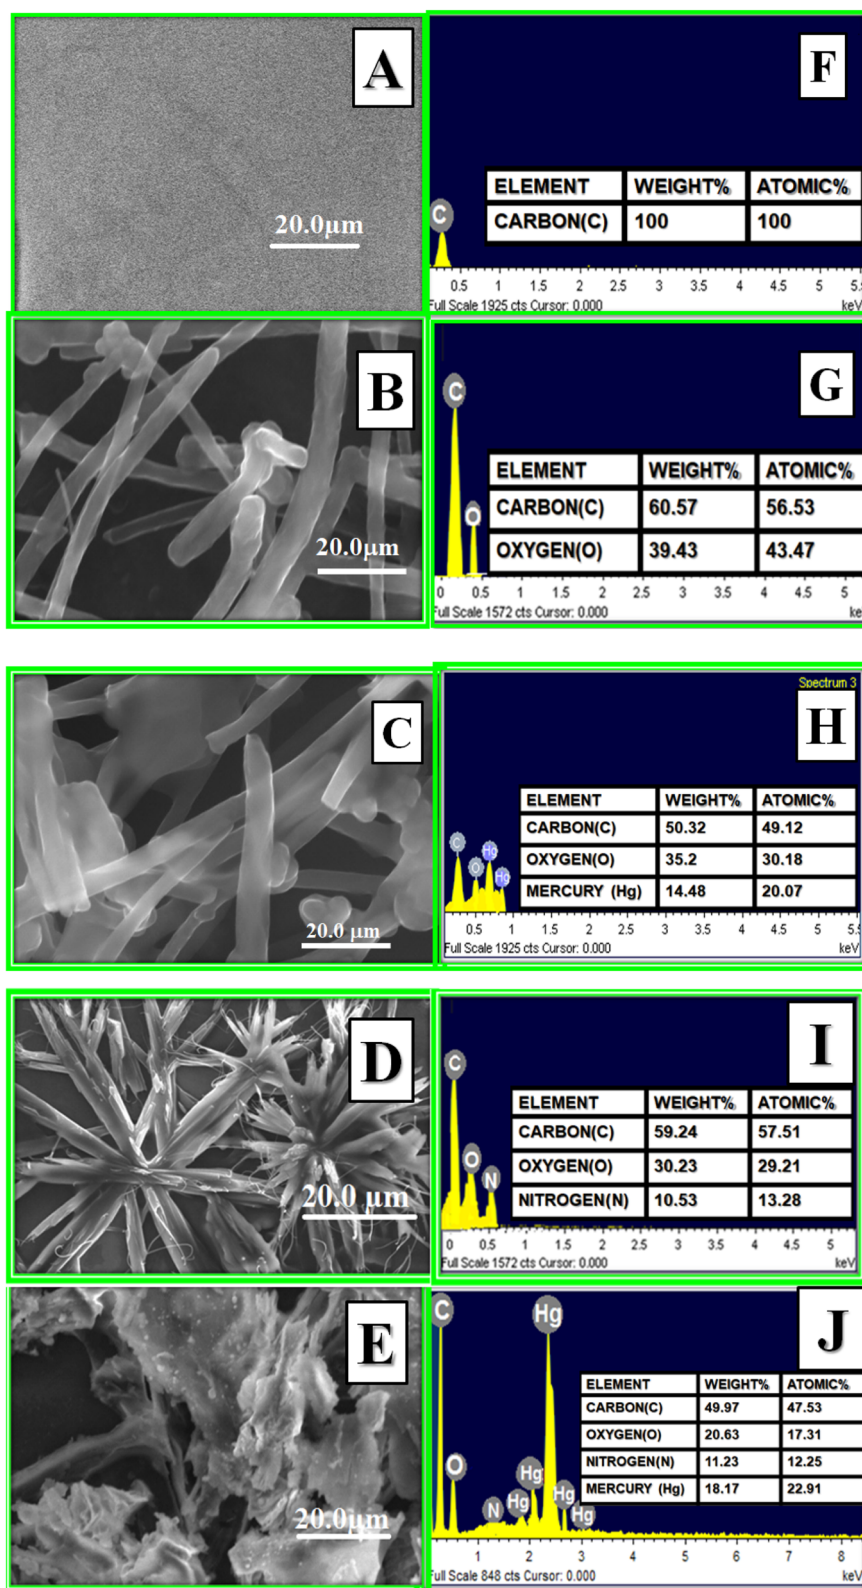 A
20.0µm
F
C
ELEMENT WEIGHT% ATOMIC%
CARBON(C) 100 100
0.5 1 1.5 2 2.5 3 3.5 4 4.5 5 5.5
Full Scale 1925 cts Cursor: 0.000 keV
B
20.0µm
G
C
O
ELEMENT WEIGHT% ATOMIC%
CARBON(C) 60.57 56.53
OXYGEN(O) 39.43 43.47
0 0.5 1 1.5 2 2.5 3 3.5 4 4.5 5
Full Scale 1572 cts Cursor: 0.000 ke
C
20.0 µm
Spectrum 3
H
C O Hg Hg
ELEMENT WEIGHT% ATOMIC%
CARBON(C) 50.32 49.12
OXYGEN(O) 35.2 30.18
MERCURY (Hg) 14.48 20.07
0.5 1 1.5 2 2.5 3 3.5 4 4.5 5 5.5
Full Scale 1925 cts Cursor: 0.000 keV
D
20.0 µm
I
C
O
N
ELEMENT WEIGHT% ATOMIC%
CARBON(C) 59.24 57.51
OXYGEN(O) 30.23 29.21
NITROGEN(N) 10.53 13.28
0 0.5 1 1.5 2 2.5 3 3.5 4 4.5 5
Full Scale 1572 cts Cursor: 0.000 keV
E
20.0µm
J
C Hg
O N Hg Hg Hg Hg
ELEMENT WEIGHT% ATOMIC%
CARBON(C) 49.97 47.53
OXYGEN(O) 20.63 17.31
NITROGEN(N) 11.23 12.25
MERCURY (Hg) 18.17 22.91
1 2 3 4 5 6 7 8
Full Scale 848 cts Cursor: 0.000 keV